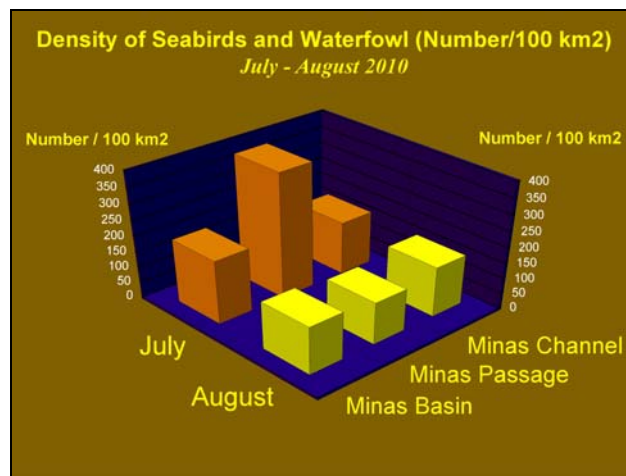 Density of Seabirds and Waterfowl (Number/100 km2)
July - August 2010
Number / 100 km2
Number / 100 km2
400
350
300
250
200
150
100
50
0
400
350
300
250
200
150
100
50
0
July
August
Minas Channel
Minas Passage
Minas Basin